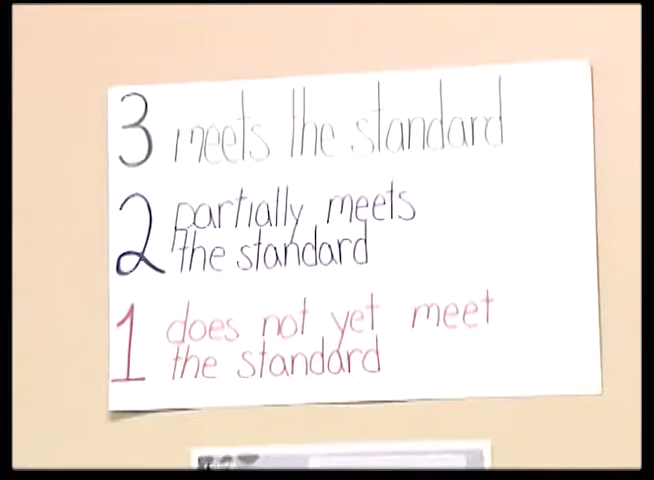 3 meets the standard
2 partially meets
the standard
1 does not yet meet
the standard